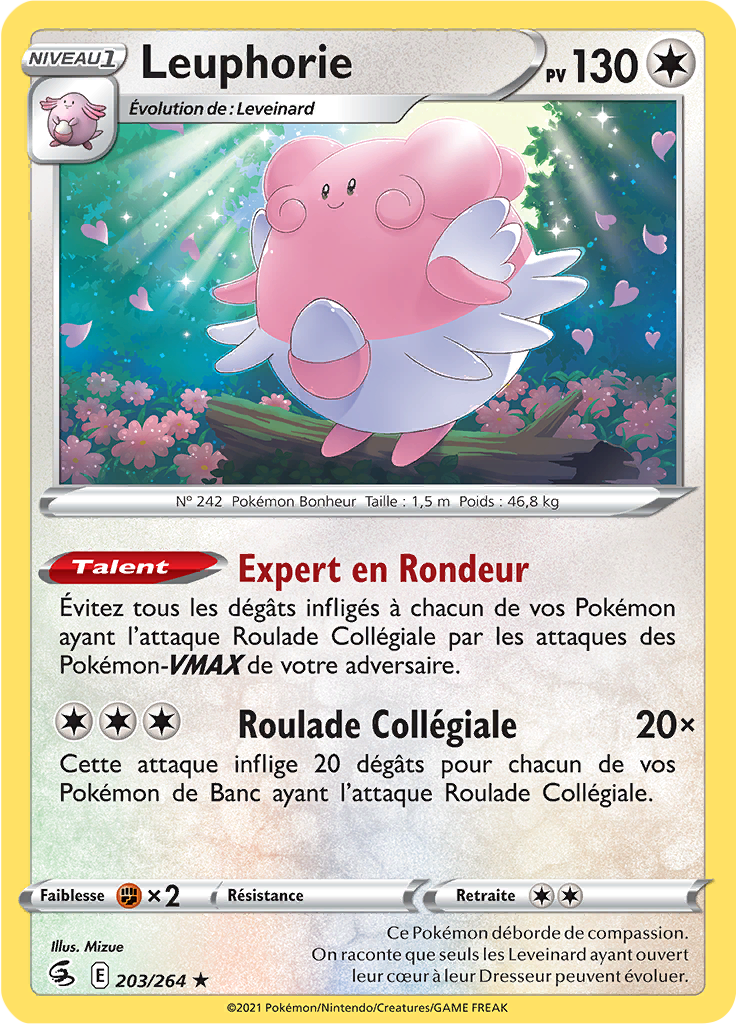 NIVEAU 1
Leuphorie
PV 130
Évolution de : Leveinard
Nº 242 Pokémon Bonheur Taille : 1,5 m Poids : 46,8 kg
Talent Expert en Rondeur
Évitez tous les dégâts infligés à chacun de vos Pokémon
ayant l’attaque Roulade Collégiale par les attaques des
Pokémon-VMAX de votre adversaire.
Roulade Collégiale 20×
Cette attaque inflige 20 dégâts pour chacun de vos
Pokémon de Banc ayant l’attaque Roulade Collégiale.
Faiblesse ×2 Résistance Retraite
Illus. Mizue
Ce Pokémon déborde de compassion.
On raconte que seuls les Leveinard ayant ouvert
leur cœur à leur Dresseur peuvent évoluer.
E 203/264 ★
©2021 Pokémon/Nintendo/Creatures/GAME FREAK